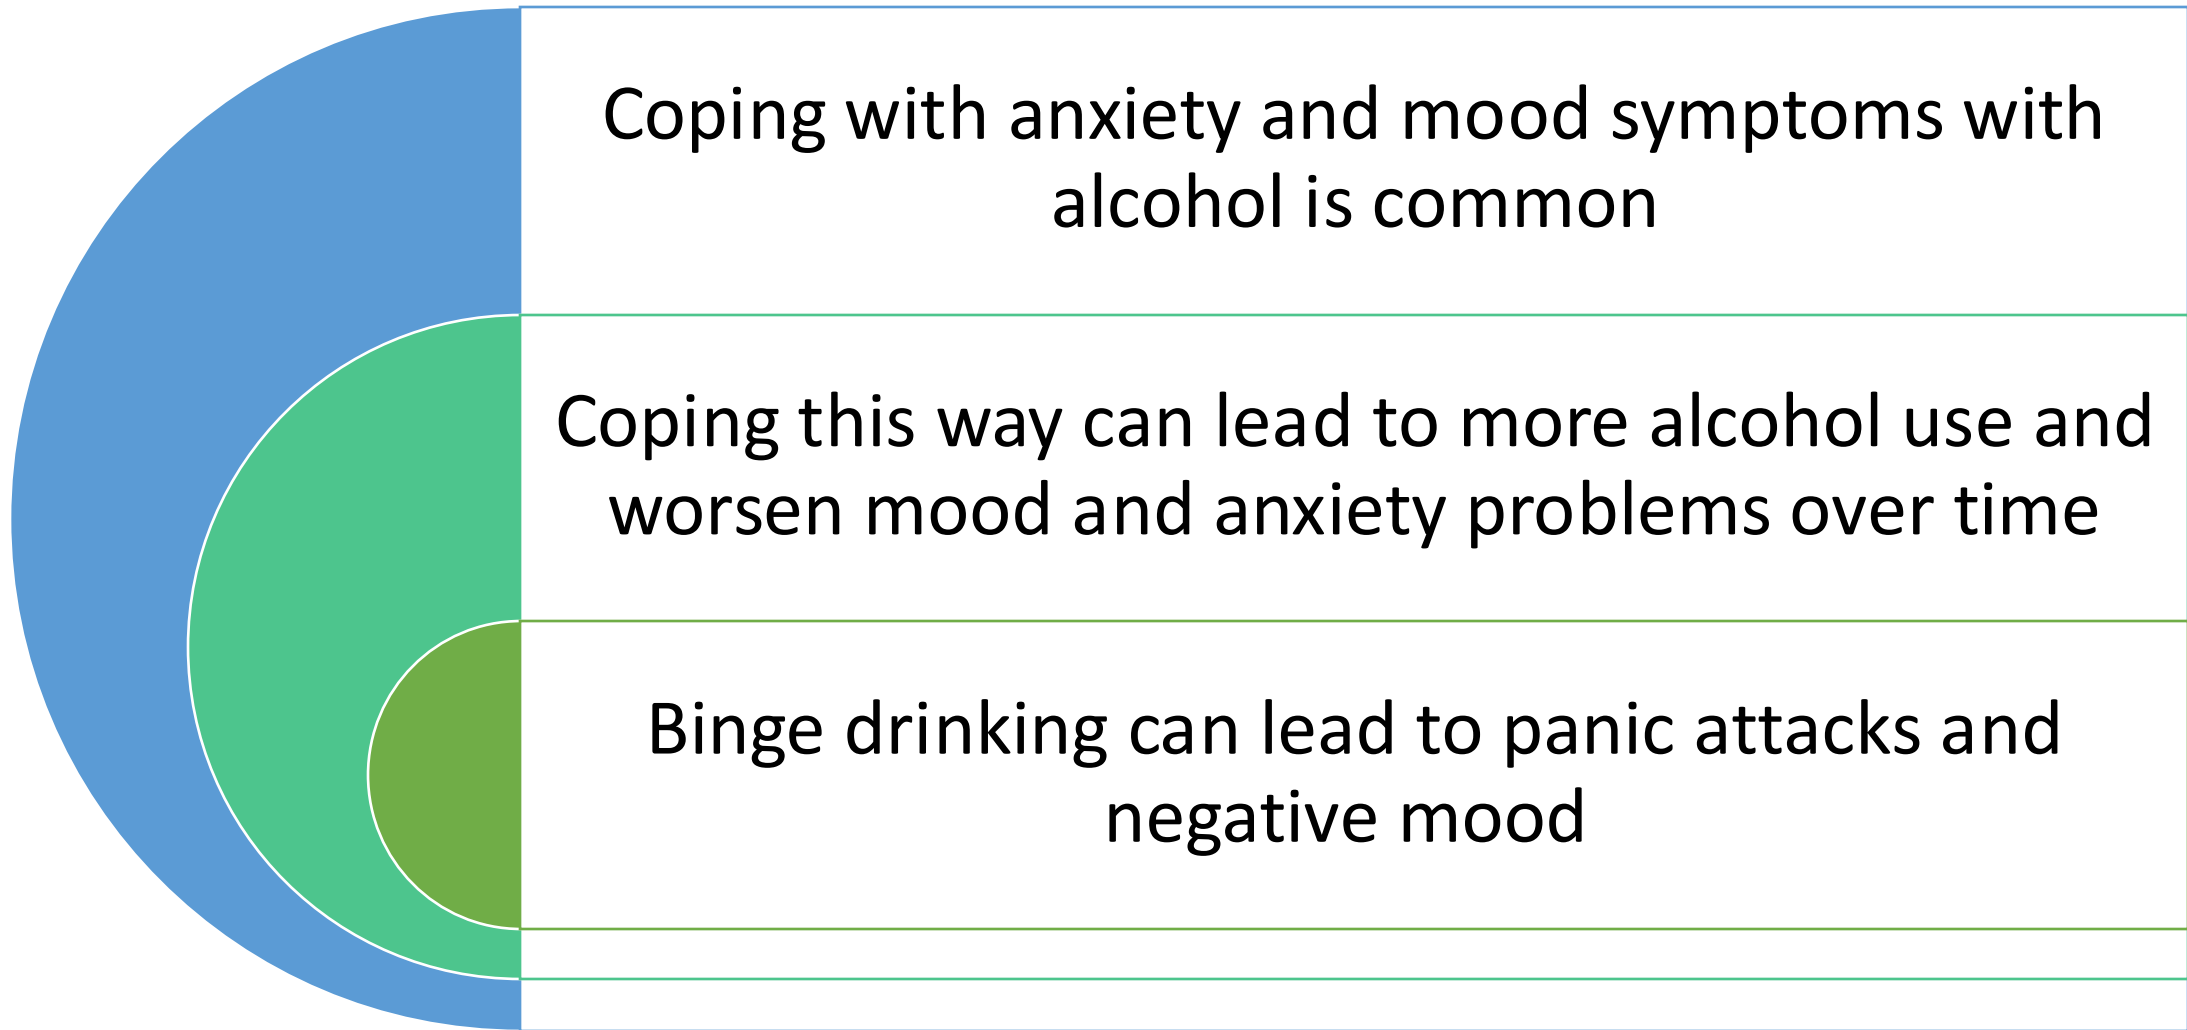 Coping with anxiety and mood symptoms with
alcohol is common
Coping this way can lead to more alcohol use and
worsen mood and anxiety problems over time
Binge drinking can lead to panic attacks and
negative mood